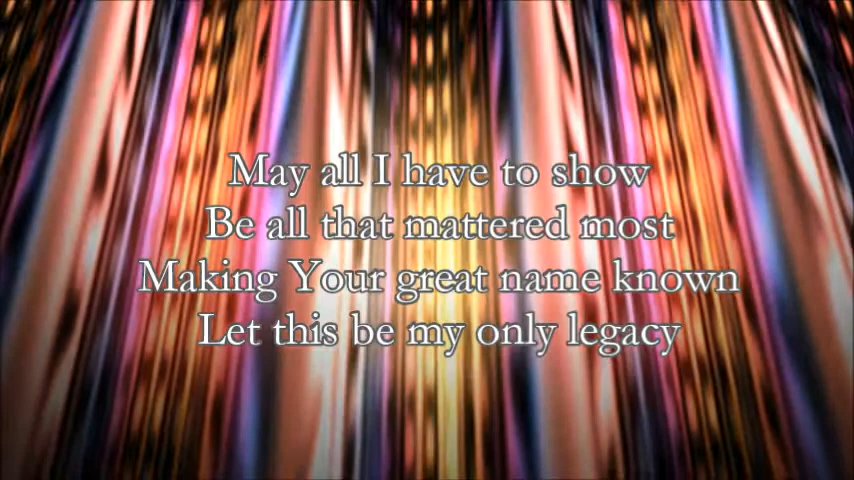 May all I have to show
Be all that mattered most
Making Your great name known
Let this be my only legacy